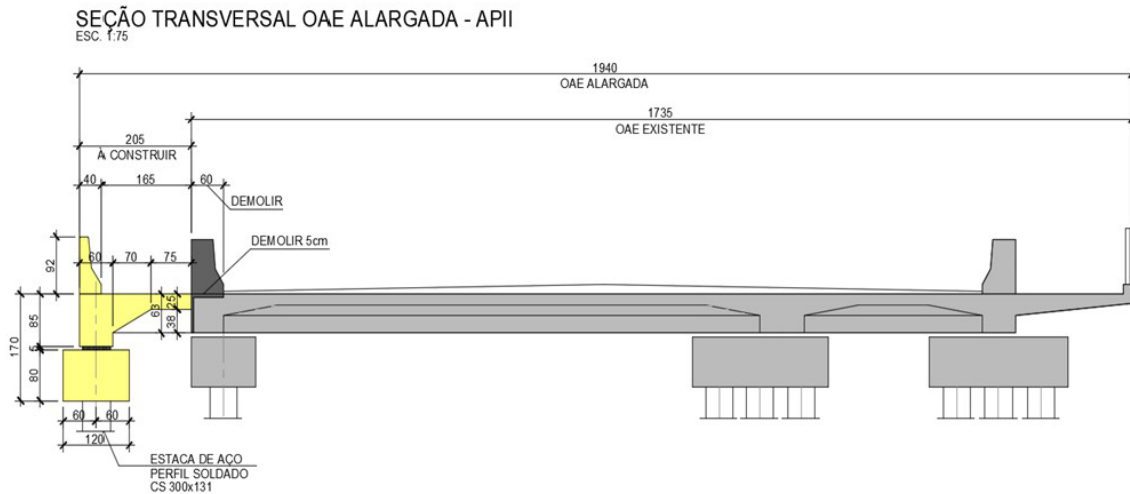 SEÇÃO TRANSVERSAL OAE ALARGADA - APII
ESC. 1:75
1940
OAE ALARGADA
1735
OAE EXISTENTE
205
A CONSTRUIR
40
165
60
DEMOLIR
DEMOLIR 5cm
92
60
70
75
63
25
38
85
170
5
80
60
60
120
ESTACA DE AÇO
PERFIL SOLDADO
CS 300x131